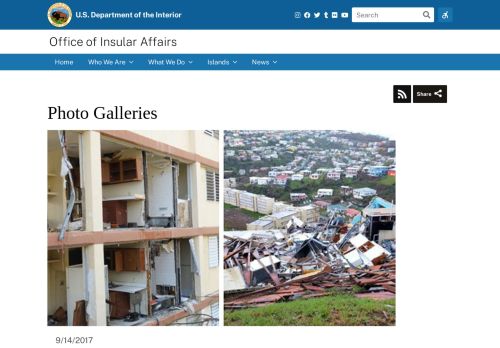 U.S. Department of the Interior
Search
Office of Insular Affairs
Home Who We Are What We Do Islands News
Share
Photo Galleries
9/14/2017